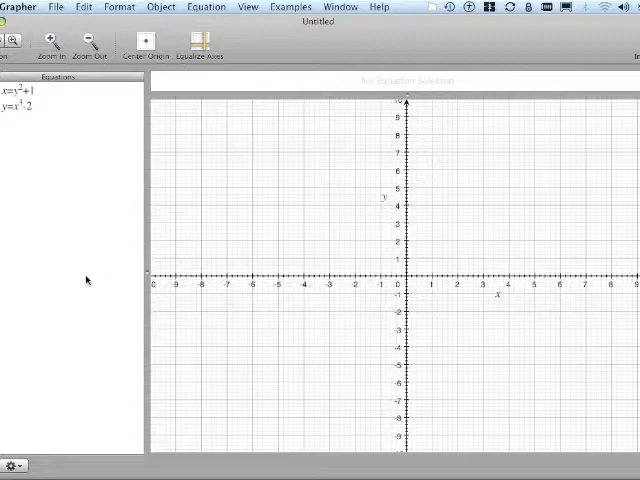 Grapher File Edit Format Object Equation View Examples Window Help
Untitled
Zoom In Zoom Out Center Origin Equalize Axes
Equations
No Equation Selected
x=y²+1
y=x³-2
10
9
8
7
6
5
y
4
3
2
1
0 -9 -8 -7 -6 -5 -4 -3 -2 -1 0 1 2 3 4 5 6 7 8 9
-1
x
-2
-3
-4
-5
-6
-7
-8
-9